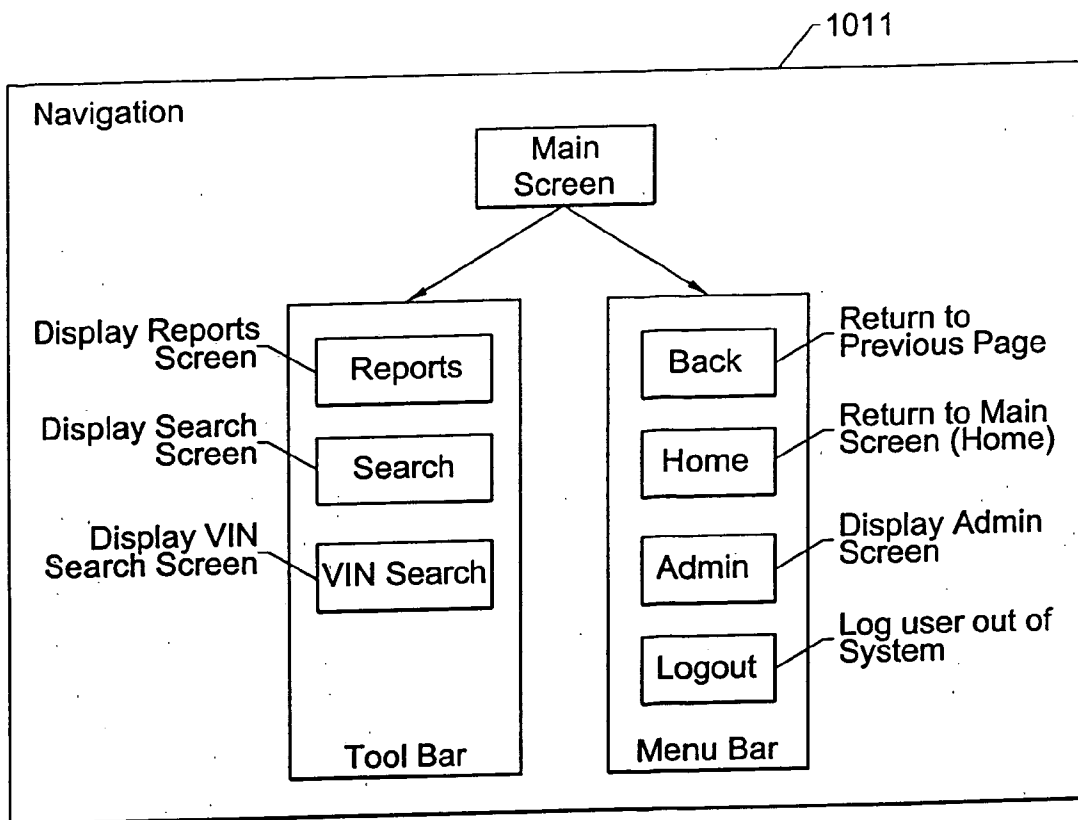 1011
Navigation
Main
Screen
Display Reports
Screen
Reports
Display Search
Screen
Search
Display VIN
Search Screen
VIN Search
Tool Bar
Back
Return to
Previous Page
Home
Return to Main
Screen (Home)
Admin
Display Admin
Screen
Logout
Log user out of
System
Menu Bar